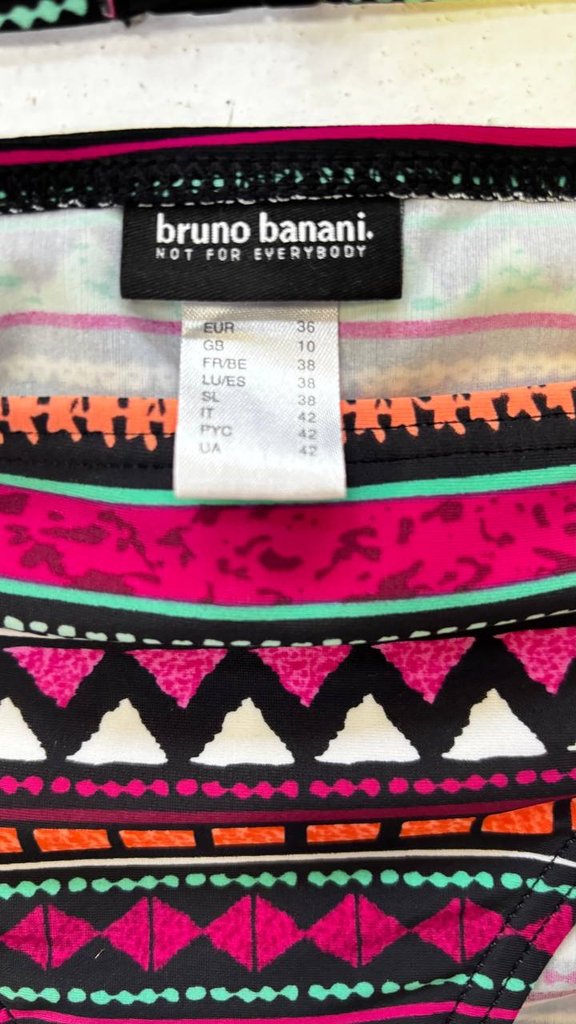 bruno banani.
NOT FOR EVERYBODY
EUR 36
GB 10
FR/BE 38
LU/ES 38
SL 38
IT 42
РУС 42
UA 42